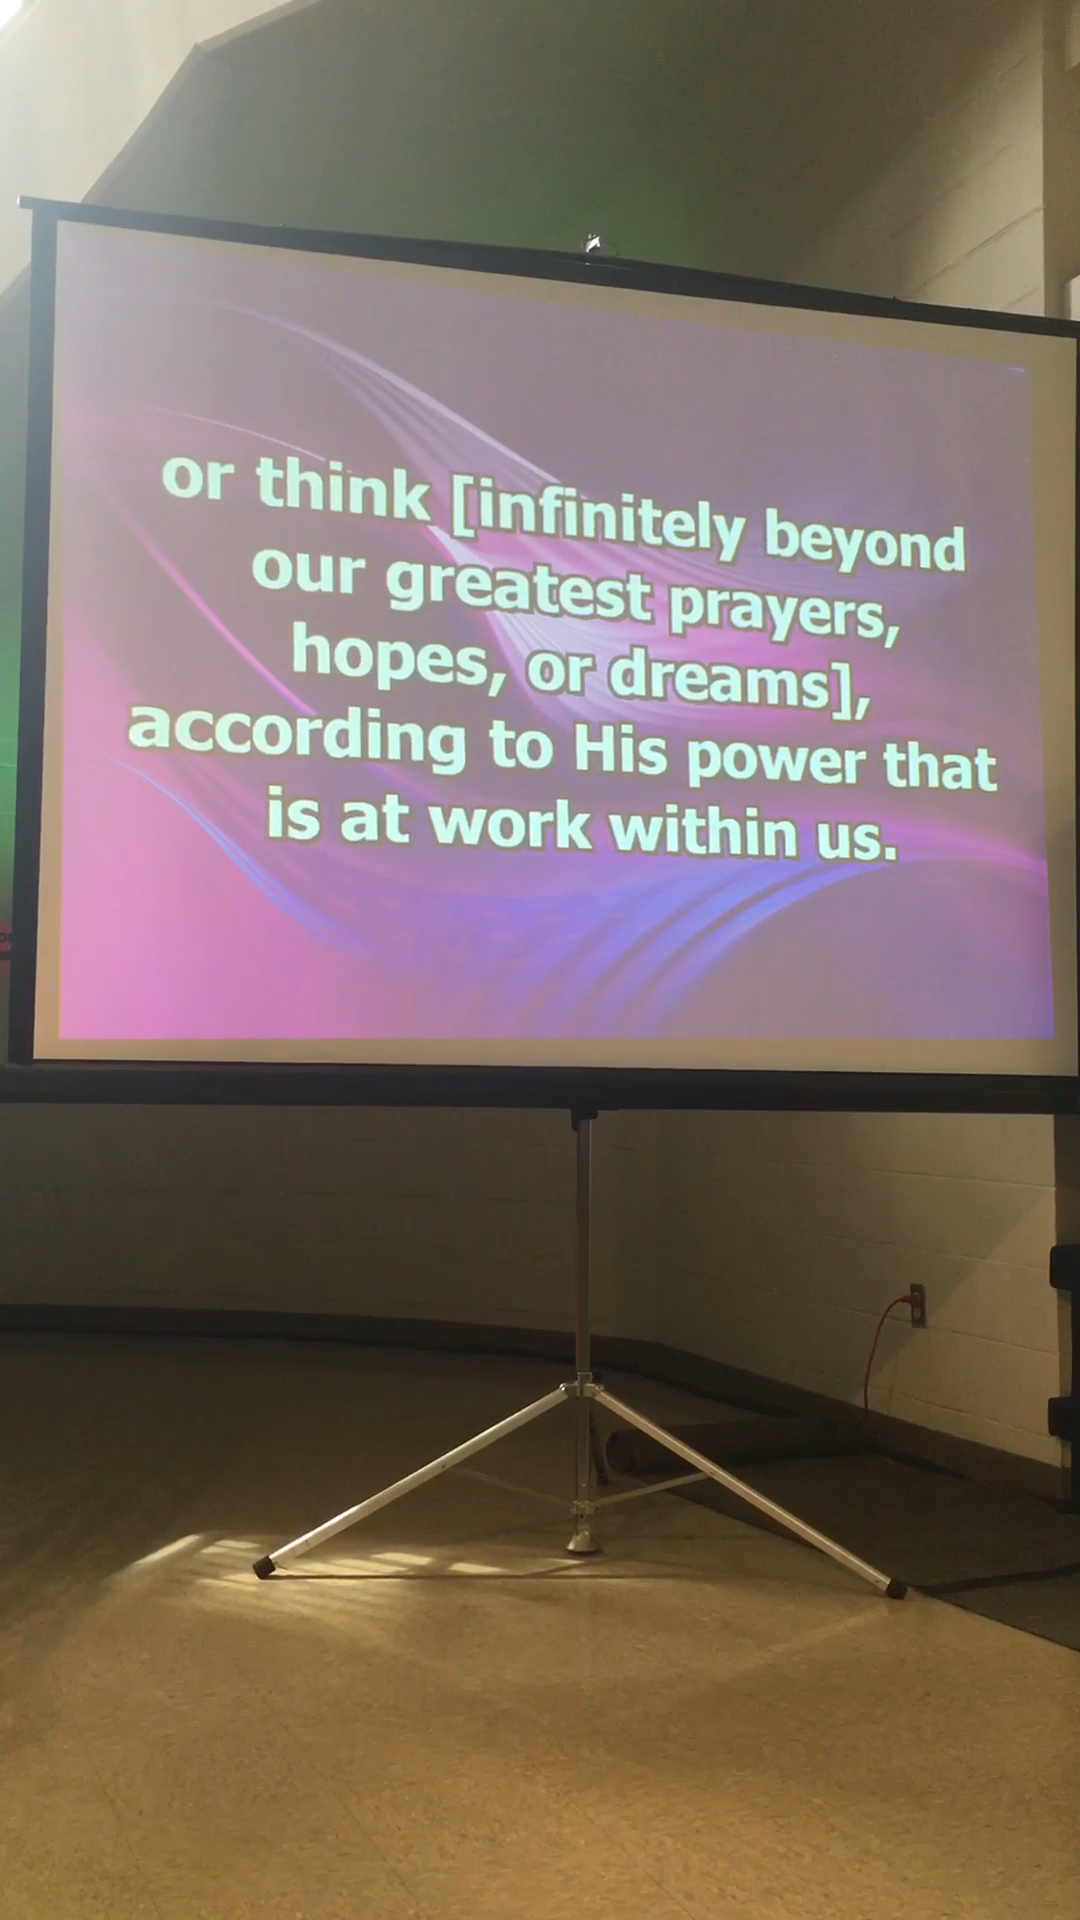 or think [infinitely beyond
our greatest prayers,
hopes, or dreams],
according to His power that
is at work within us.